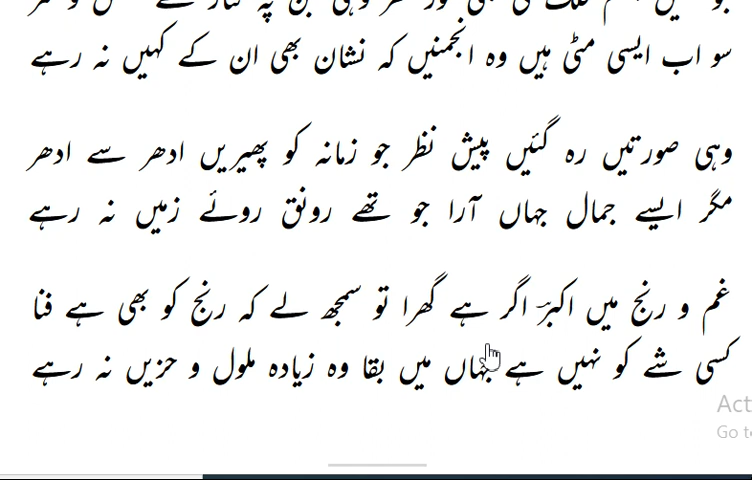 سو اب ایسی مٹی ہیں وہ انجمنیں کہ نشان بھی ان کے کہیں نہ رہے
وہی صورتیں رہ گئیں پیش نظر جو زمانہ کو پھیریں ادھر سے ادھر
مگر ایسے جمال جہاں آرا جو تھے رونق روئے زمیں نہ رہے
غم و رنج میں اکبرؔ اگر ہے گھرا تو سمجھ لے کہ رنج کو بھی ہے فنا
کسی شے کو نہیں ہے جہاں میں بقا وہ زیادہ ملول و حزیں نہ رہے
Act
Go to